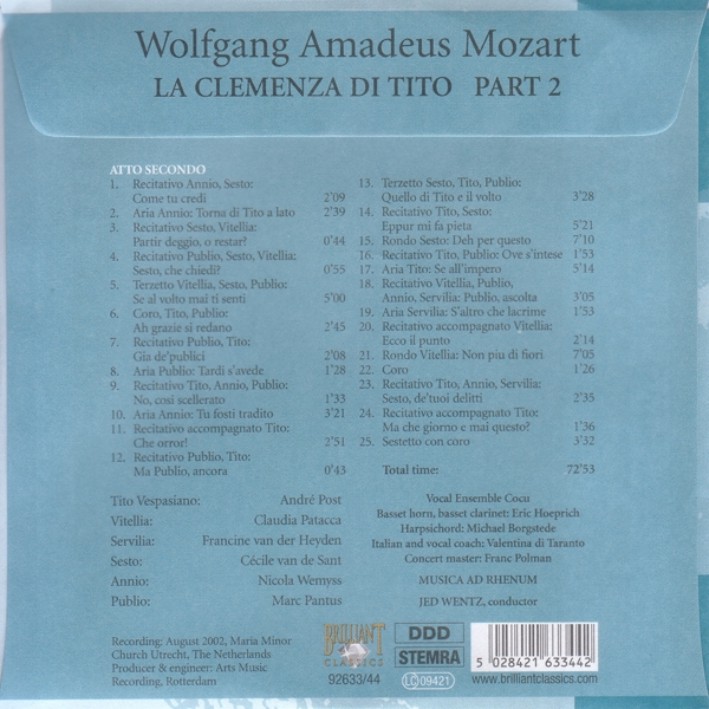 Wolfgang Amadeus Mozart
LA CLEMENZA DI TITO PART 2
ATTO SECONDO
1. Recitativo Annio, Sesto:
Come tu credi 2'09
2. Aria Annio: Torna di Tito a lato 2'39
3. Recitativo Sesto, Vitellia:
Partir deggio, o restar? 0'44
4. Recitativo Publio, Sesto, Vitellia:
Sesto, che chiedi? 0'55
5. Terzetto Vitellia, Sesto, Publio:
Se al volto mai ti senti 5'00
6. Coro, Tito, Publio:
Ah grazie si redano 2'45
7. Recitativo Publio, Tito:
Gia de'publici 2'08
8. Aria Publio: Tardi s'avede 1'28
9. Recitativo Tito, Annio, Publio:
No, cosi scellerato 1'33
10. Aria Annio: Tu fosti tradito 3'21
11. Recitativo accompagnato Tito:
Che orror! 2'51
12. Recitativo Publio, Tito:
Ma Publio, ancora 0'43
13. Terzetto Sesto, Tito, Publio:
Quello di Tito e il volto 3'28
14. Recitativo Tito, Sesto:
Eppur mi fa pieta 5'21
15. Rondo Sesto: Deh per questo 7'10
16. Recitativo Tito, Publio: Ove s'intese 1'53
17. Aria Tito: Se all'impero 5'14
18. Recitativo Vitellia, Publio,
Annio, Servilia: Publio, ascolta 3'05
19. Aria Servilia: S'altro che lacrime 1'53
20. Recitativo accompagnato Vitellia:
Ecco il punto 2'14
21. Rondo Vitellia: Non piu di fiori 7'05
22. Coro 1'26
23. Recitativo Tito, Annio, Servilia:
Sesto, de'tuoi delitti 2'35
24. Recitativo accompagnato Tito:
Ma che giorno e mai questo? 1'36
25. Sestetto con coro 3'32
Total time: 72'53
Tito Vespasiano: André Post
Vitellia: Claudia Patacca
Servilia: Francine van der Heyden
Sesto: Cécile van de Sant
Annio: Nicola Wemyss
Publio: Marc Pantus
Vocal Ensemble Cocu
Basset horn, basset clarinet: Eric Hoeprich
Harpsichord: Michael Borgstede
Italian and vocal coach; Valentina di Taranto
Concert master: Franc Polman
MUSICA AD RHENUM
JED WENTZ, conductor
Recording: August 2002, Maria Minor
Church Utrecht, The Netherlands
Producer & engineer: Arts Music
Recording, Rotterdam
BRILLIANT
CLASSICS
92633/44
DDD
STEMRA
LC 09421
5 028421 633442
www.brilliantclassics.com